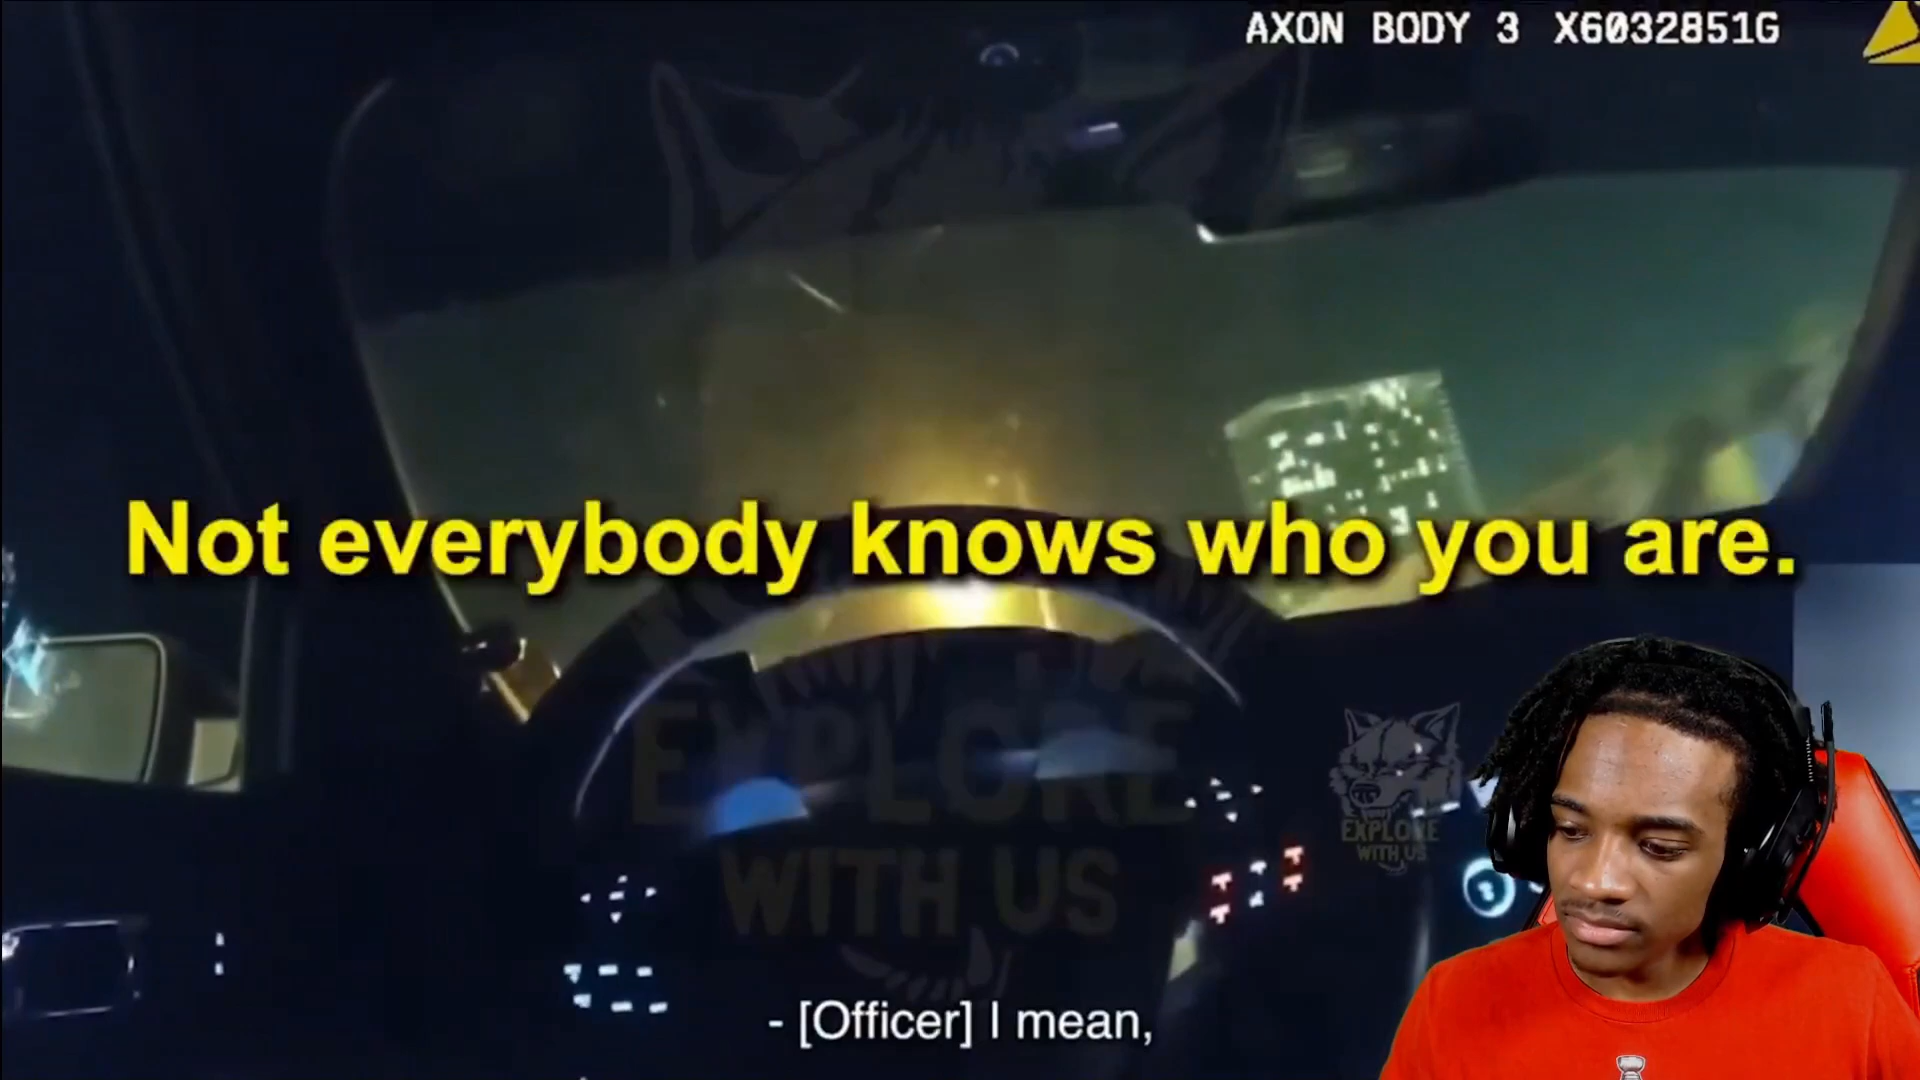 AXON BODY 3 X6032851G
Not everybody knows who you are.
EXPLORE
WITH US
EXPLORE
WITH US
- [Officer] I mean,